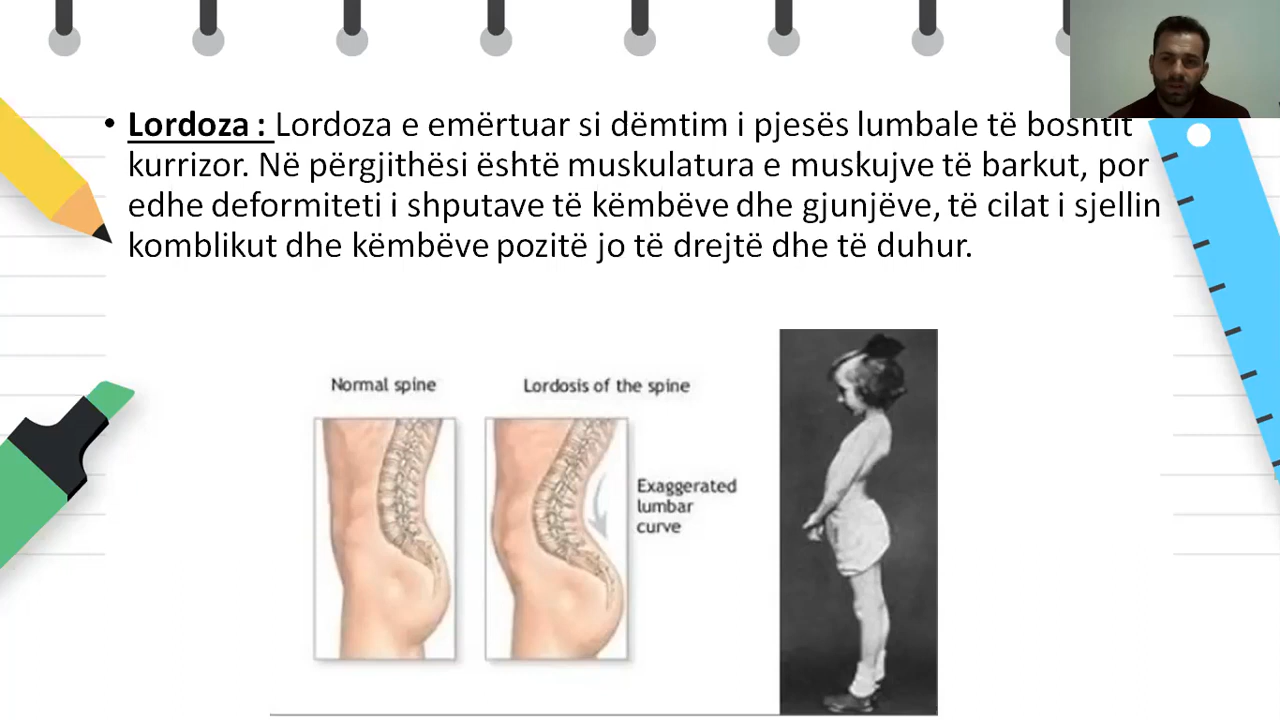 • Lordoza : Lordoza e emërtuar si dëmtim i pjesës lumbale të boshtit
kurrizor. Në përgjithësi është muskulatura e muskujve të barkut, por
edhe deformiteti i shputave të këmbëve dhe gjunjëve, të cilat i sjellin
komblikut dhe këmbëve pozitë jo të drejtë dhe të duhur.
Normal spine
Lordosis of the spine
Exaggerated
lumbar
curve